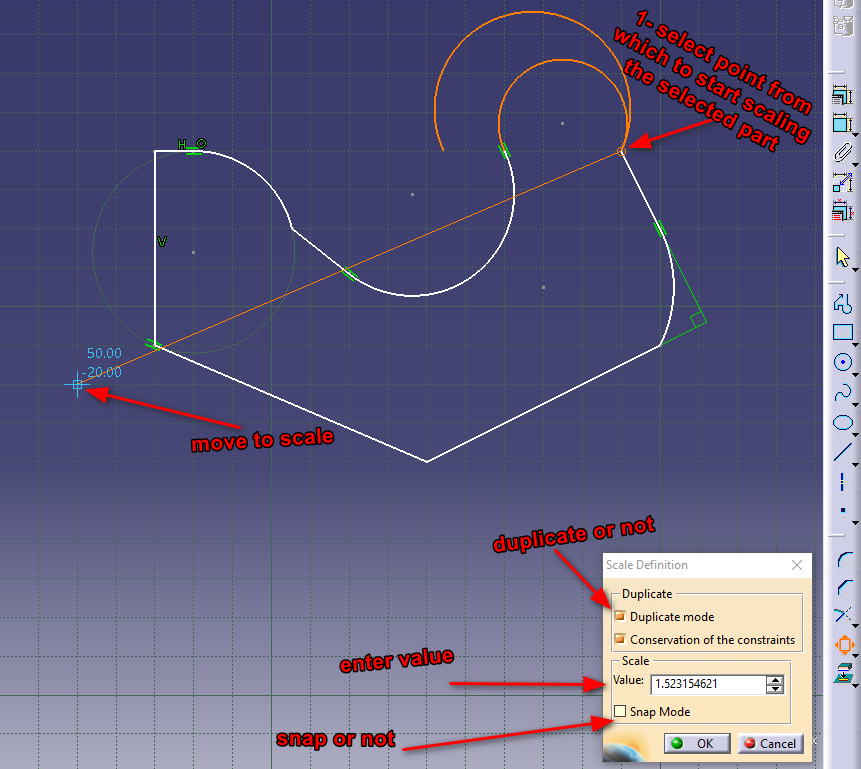 1- select point from
which to start scaling
the selected part
H
V
50.00
-20.00
move to scale
duplicate or not
Scale Definition
Duplicate
Duplicate mode
Conservation of the constraints
enter value
Scale
Value:
1.523154621
Snap Mode
snap or not
OK
Cancel